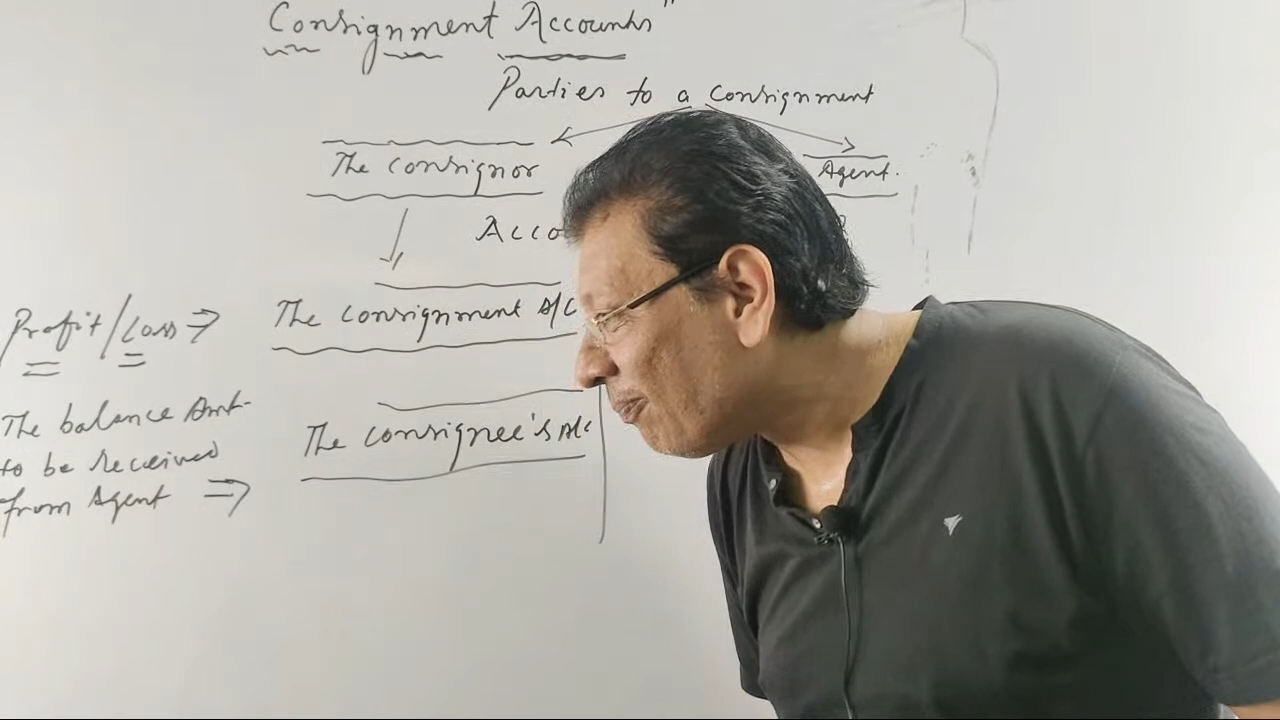 Consignment Accounts"
Parties to a Consignment
The Consignor
Agent.
Acco
The Consignment A/C
Profit/Loss ⇒
The Consignee's A/c
The balance Amt.
to be received
from Agent ⇒